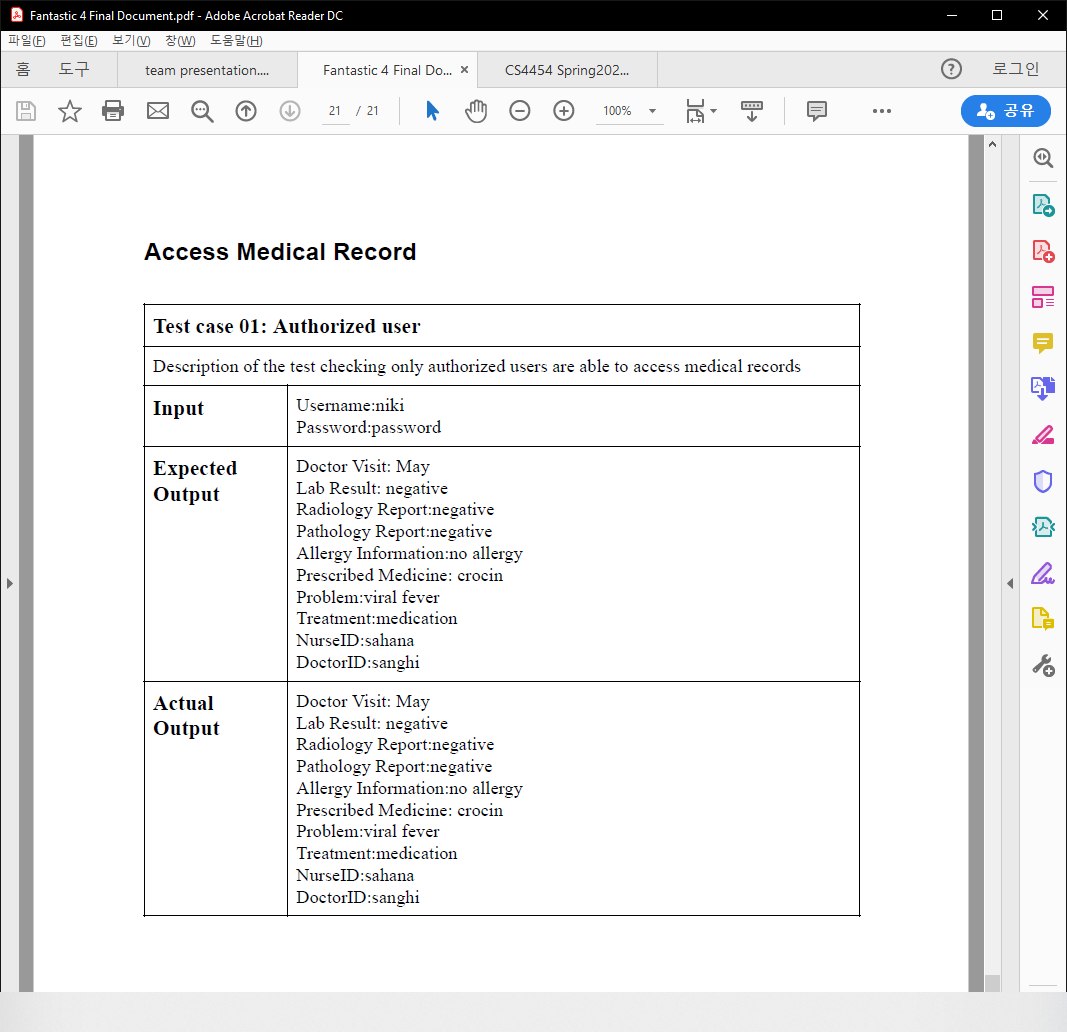 Fantastic 4 Final Document.pdf - Adobe Acrobat Reader DC
파일(F) 편집(E) 보기(V) 창(W) 도움말(H)
홈 도구 team presentation.... Fantastic 4 Final Do... × CS4454 Spring202... 로그인
21 / 21 100% 공유
Access Medical Record
Test case 01: Authorized user
Description of the test checking only authorized users are able to access medical records
Input
Username:niki
Password:password
Expected
Output
Doctor Visit: May
Lab Result: negative
Radiology Report:negative
Pathology Report:negative
Allergy Information:no allergy
Prescribed Medicine: crocin
Problem:viral fever
Treatment:medication
NurseID:sahana
DoctorID:sanghi
Actual
Output
Doctor Visit: May
Lab Result: negative
Radiology Report:negative
Pathology Report:negative
Allergy Information:no allergy
Prescribed Medicine: crocin
Problem:viral fever
Treatment:medication
NurseID:sahana
DoctorID:sanghi